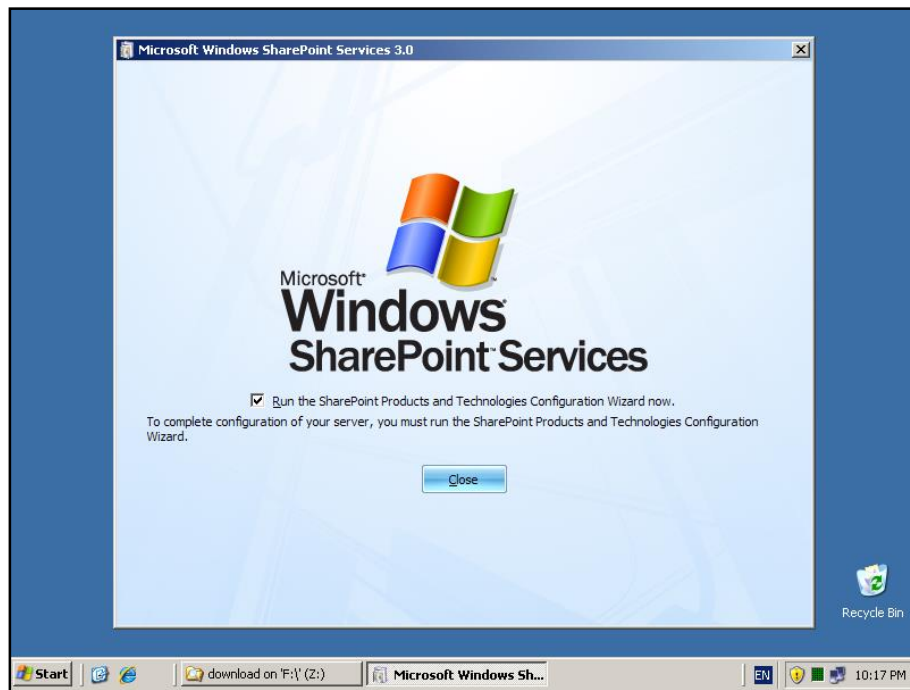 Microsoft Windows SharePoint Services 3.0
Microsoft®
Windows®
SharePoint™ Services
Run the SharePoint Products and Technologies Configuration Wizard now.
To complete configuration of your server, you must run the SharePoint Products and Technologies Configuration
Wizard.
Close
Recycle Bin
Start
download on 'F:\' (Z:)
Microsoft Windows Sh...
EN
10:17 PM